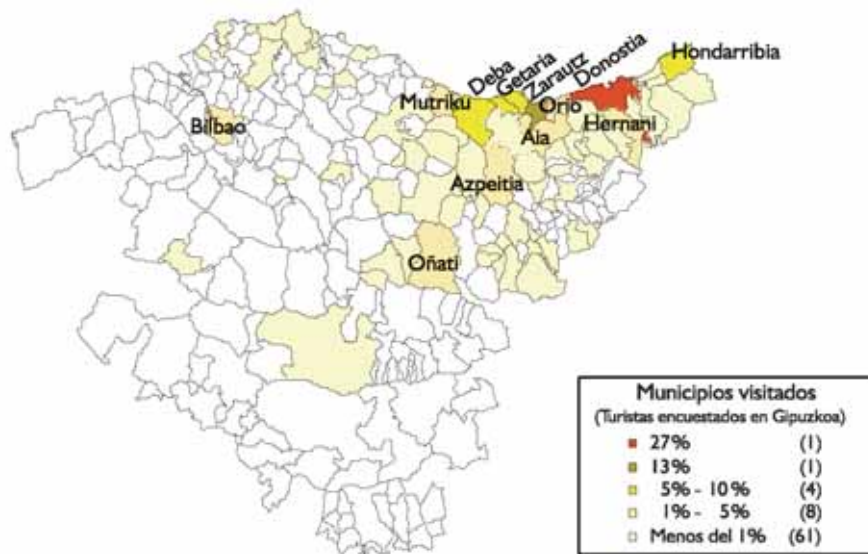 Hondarribia
Donostia
Zarautz
Getaria
Deba
Mutriku
Orio
Bilbao
Aia
Hernani
Azpeitia
Oñati
Municipios visitados
(Turistas encuestados en Gipuzkoa)
27% (1)
13% (1)
5% - 10% (4)
1% - 5% (8)
Menos del 1% (61)